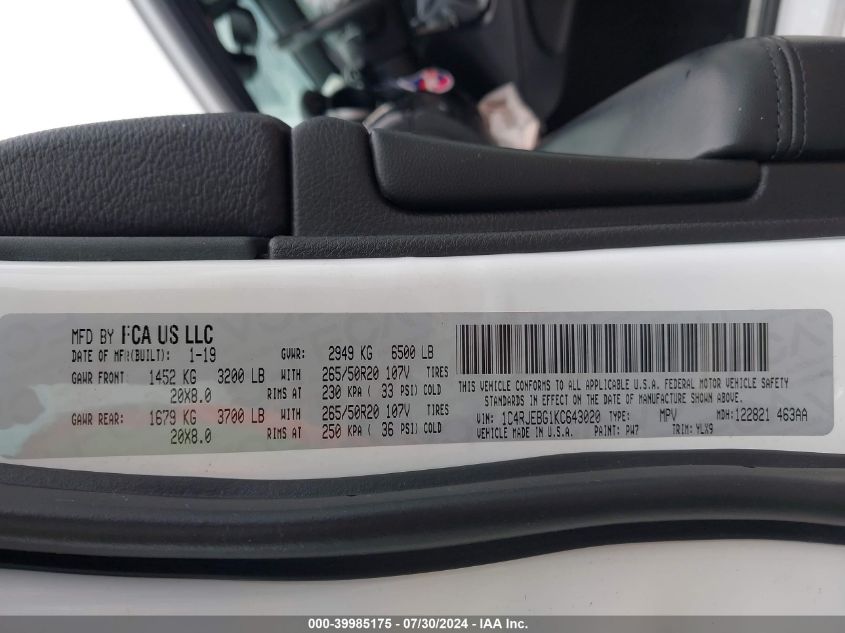 MFD BY FCA US LLC
DATE OF MFR(BUILT): 1-19 GVWR: 2949 KG 6500 LB
GAWR FRONT: 1452 KG 3200 LB WITH 265/50R20 107V TIRES
20X8.0 RIMS AT 230 KPA ( 33 PSI) COLD
GAWR REAR: 1679 KG 3700 LB WITH 265/50R20 107V TIRES
20X8.0 RIMS AT 250 KPA ( 36 PSI) COLD
THIS VEHICLE CONFORMS TO ALL APPLICABLE U.S.A. FEDERAL MOTOR VEHICLE SAFETY
STANDARDS IN EFFECT ON THE DATE OF MANUFACTURE SHOWN ABOVE.
VIN: 1C4RJEBG1KC643020 TYPE: MPV MDH: 122821 463AA
VEHICLE MADE IN U.S.A. PAINT: PW7 TRIM: YLX9
000-39985175 - 07/30/2024 - IAA Inc.